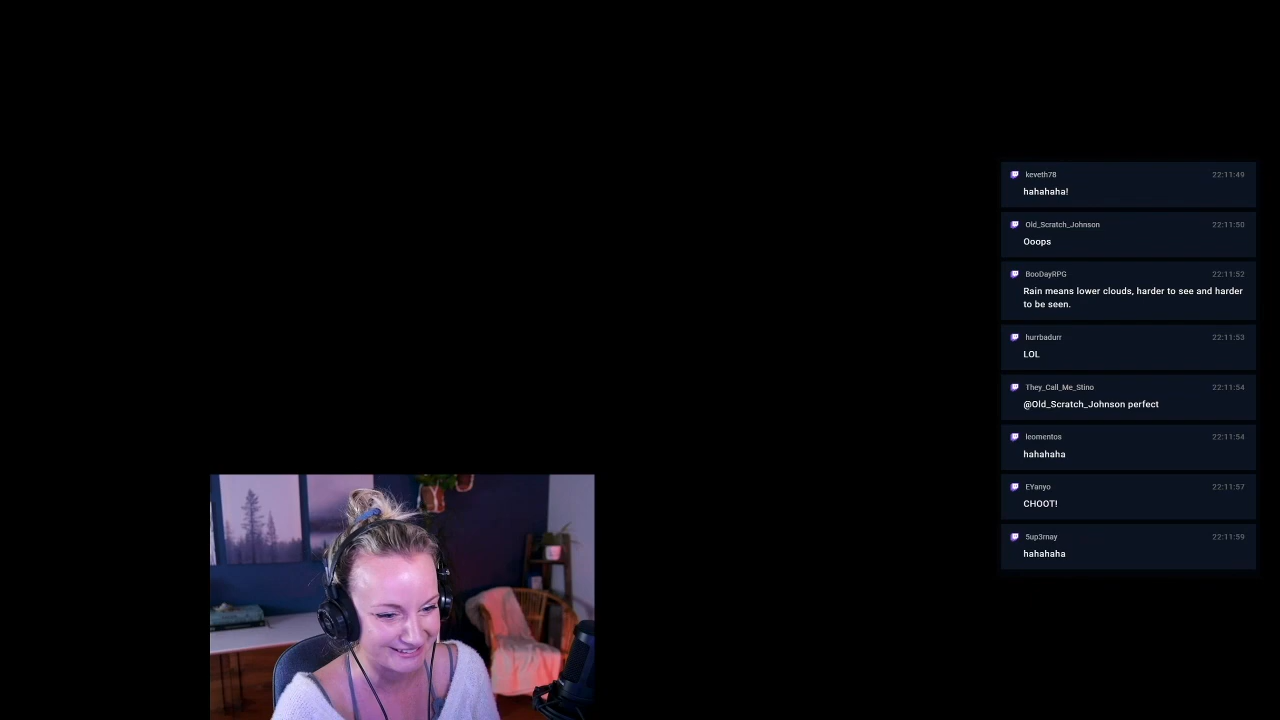 keveth78 22:11:49
hahahaha!
Old_Scratch_Johnson 22:11:50
Ooops
BooDayRPG 22:11:52
Rain means lower clouds, harder to see and harder
to be seen.
hurrbadurr 22:11:53
LOL
They_Call_Me_Stino 22:11:54
@Old_Scratch_Johnson perfect
leomentos 22:11:54
hahahaha
EYanyo 22:11:57
CHOOT!
5up3rnay 22:11:59
hahahaha